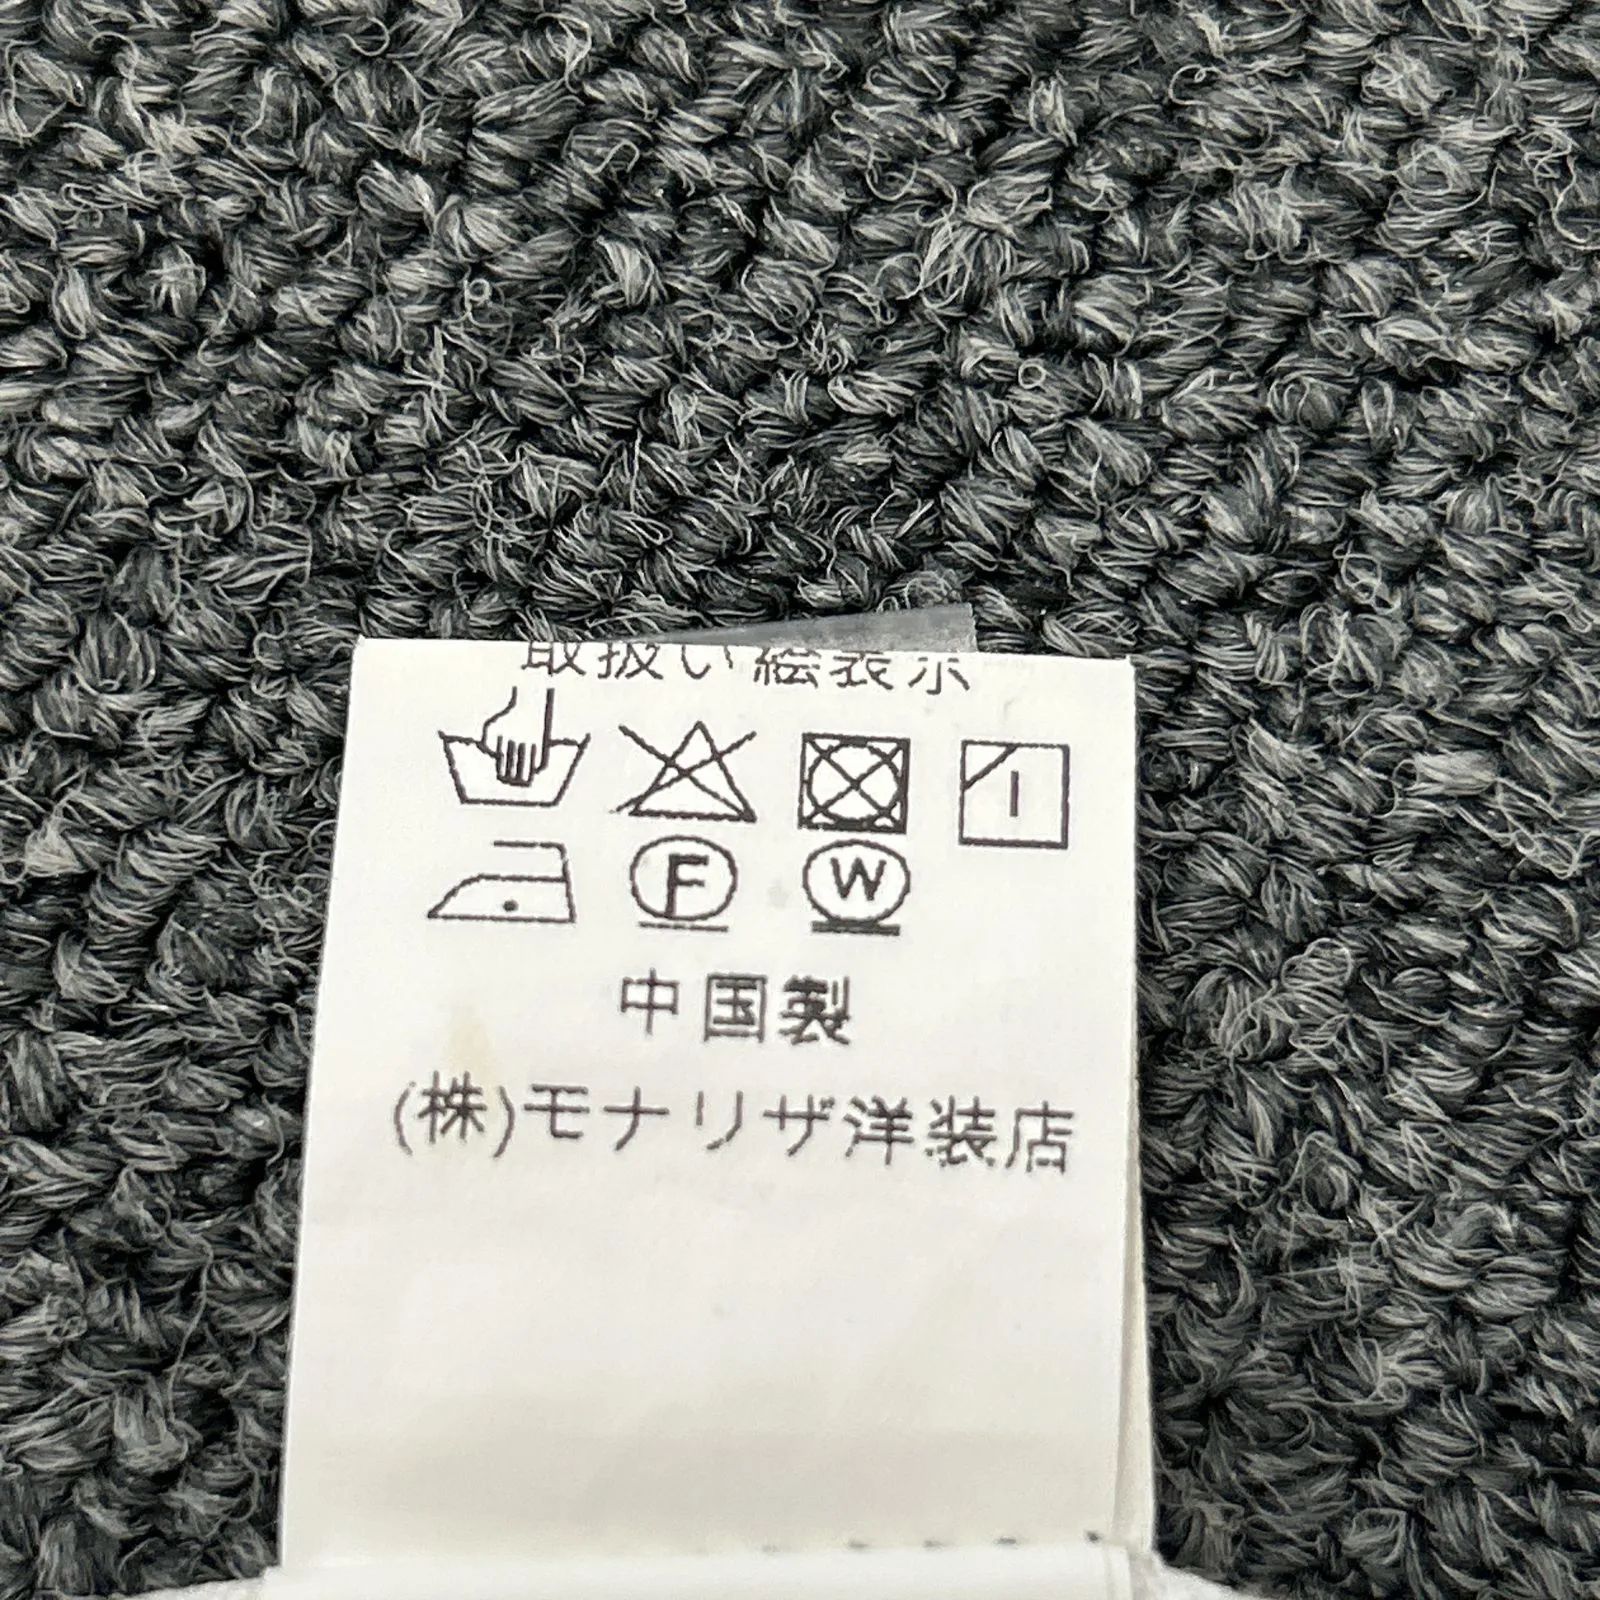 取扱い絵表示
F W
中国製
(株)モナリザ洋装店